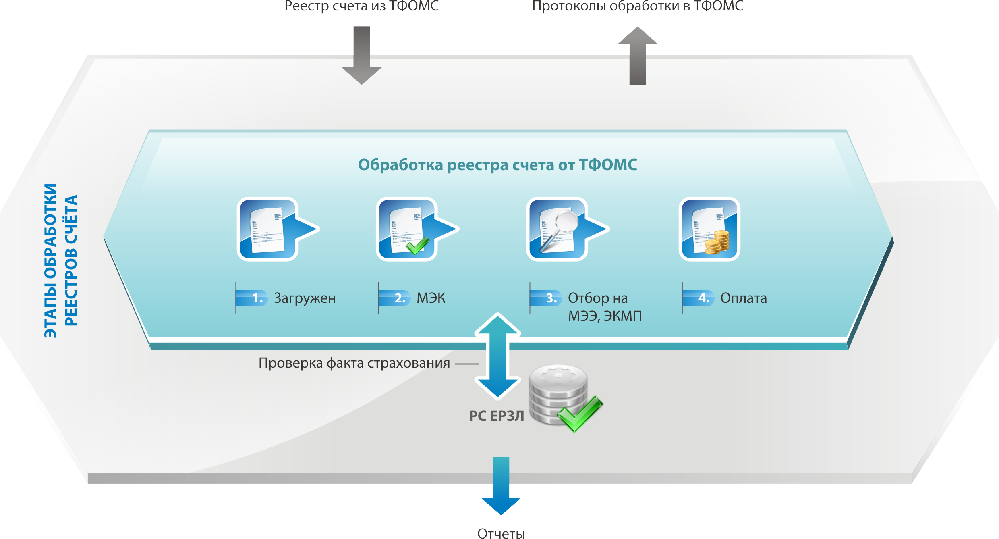 Реестр счета из ТФОМС
Протоколы обработки в ТФОМС
ЭТАПЫ ОБРАБОТКИ
РЕЕСТРОВ СЧЁТА
Обработка реестра счета от ТФОМС
1. Загружен
2. МЭК
3. Отбор на
МЭЭ, ЭКМП
4. Оплата
Проверка факта страхования
РС ЕРЗЛ
Отчеты